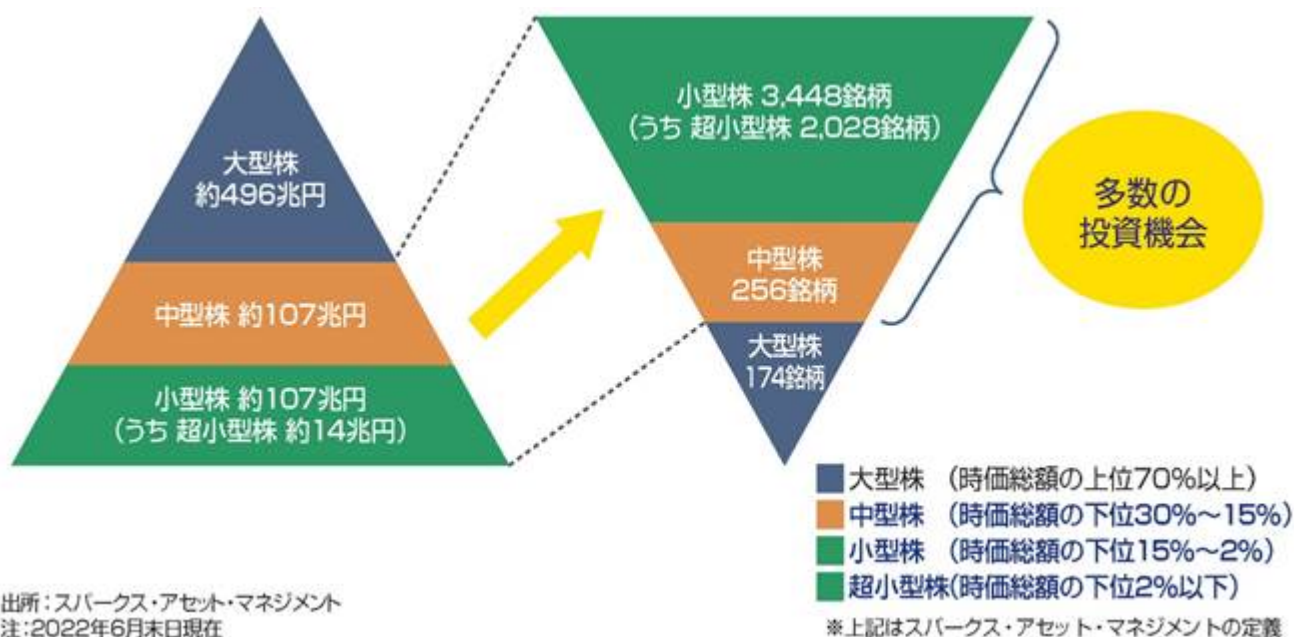 大型株
約496兆円
中型株 約107兆円
小型株 約107兆円
(うち 超小型株 約14兆円)
小型株 3,448銘柄
(うち 超小型株 2,028銘柄)
中型株
256銘柄
大型株
174銘柄
多数の
投資機会
大型株 (時価総額の上位70%以上)
中型株 (時価総額の下位30%~15%)
小型株 (時価総額の下位15%~2%)
超小型株(時価総額の下位2%以下)
出所:スパークス・アセット・マネジメント
注:2022年6月末日現在
※上記はスパークス・アセット・マネジメントの定義